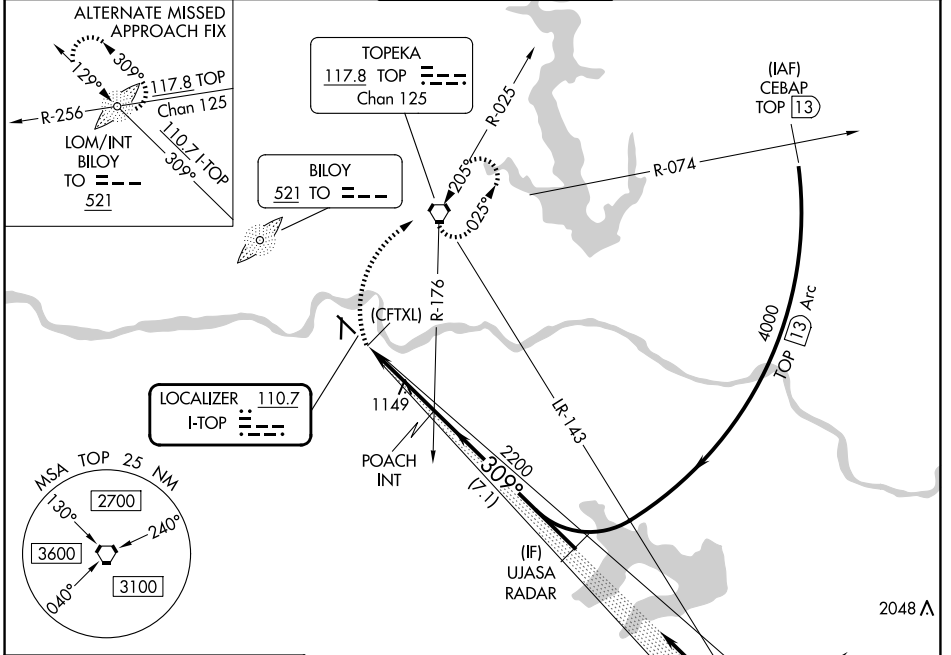 ALTERNATE MISSED
APPROACH FIX
309°
129°
117.8 TOP
Chan 125
R-256
110.7 I-TOP
309°
LOM/INT
BILOY
TO
521
TOPEKA
117.8 TOP
Chan 125
R-025
(IAF)
CEBAP
TOP 13
R-074
BILOY
521 TO
205°
025°
R-176
(CFTXL)
4000
TOP 13 Arc
LOCALIZER 110.7
I-TOP
1149
LR-143
POACH
INT
2200
309°
(7.1)
MSA TOP 25 NM
130°
2700
240°
3600
040°
3100
(IF)
UJASA
RADAR
2048